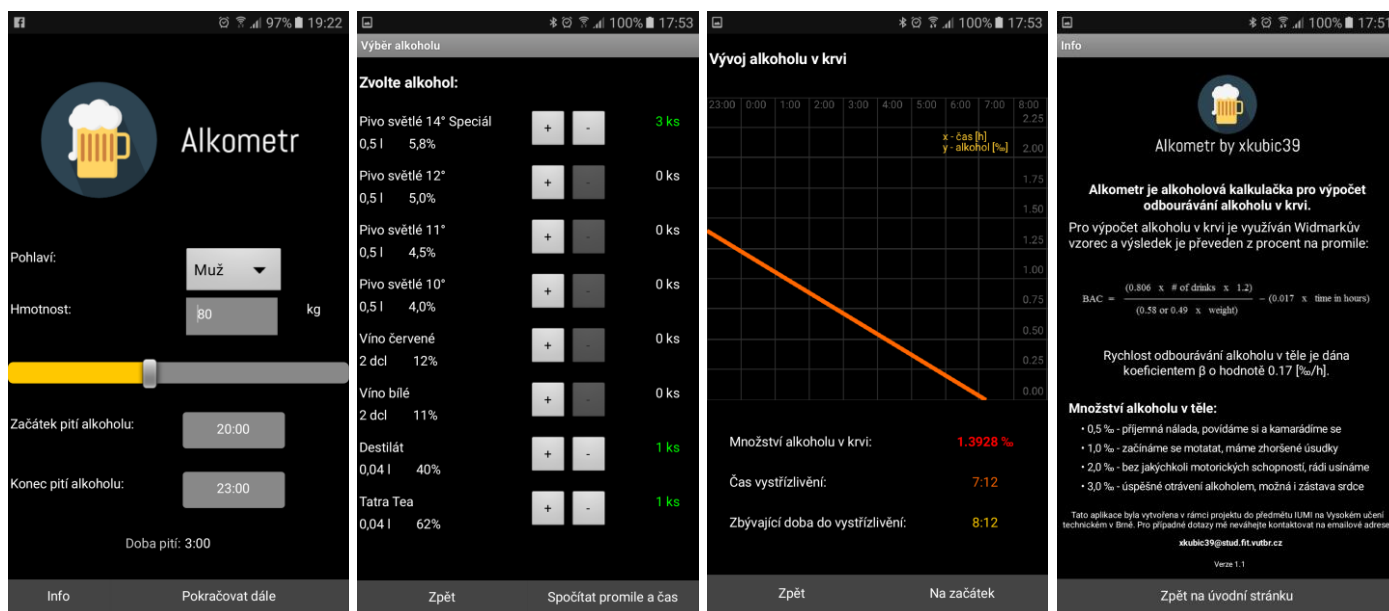 97% 19:22
Alkometr
Pohlaví:
Muž
Hmotnost:
80
kg
Začátek pití alkoholu:
20:00
Konec pití alkoholu:
23:00
Doba pití: 3:00
Info
Pokračovat dále
100% 17:53
Výběr alkoholu
Zvolte alkohol:
Pivo světlé 14° Speciál
+ - 3 ks
0,5 l 5,8%
Pivo světlé 12°
+ - 0 ks
0,5 l 5,0%
Pivo světlé 11°
+ - 0 ks
0,5 l 4,5%
Pivo světlé 10°
+ - 0 ks
0,5 l 4,0%
Víno červené
+ - 0 ks
2 dcl 12%
Víno bílé
+ - 0 ks
2 dcl 11%
Destilát
+ - 1 ks
0,04 l 40%
Tatra Tea
+ - 1 ks
0,04 l 62%
Zpět
Spočítat promile a čas
100% 17:53
Vývoj alkoholu v krvi
23:00 0:00 1:00 2:00 3:00 4:00 5:00 6:00 7:00 8:00
2.25
x - čas [h]
y - alkohol [‰]
2.00
1.75
1.50
1.25
1.00
0.75
0.50
0.25
0.00
Množství alkoholu v krvi: 1.3928 ‰
Čas vystřízlivění: 7:12
Zbývající doba do vystřízlivění: 8:12
Zpět
Na začátek
100% 17:51
Info
Alkometr by xkubic39
Alkometr je alkoholová kalkulačka pro výpočet
odbourávání alkoholu v krvi.
Pro výpočet alkoholu v krvi je využíván Widmarkův
vzorec a výsledek je převeden z procent na promile:
BAC = (0.806 x # of drinks x 1.2) / (0.58 or 0.49 x weight) − (0.017 x time in hours)
Rychlost odbourávání alkoholu v těle je dána
koeficientem β o hodnotě 0.17 [‰/h].
Množství alkoholu v těle:
• 0,5 ‰ - příjemná nálada, povídáme si a kamarádíme se
• 1,0 ‰ - začínáme se motatat, máme zhoršené úsudky
• 2,0 ‰ - bez jakýchkoli motorických schopností, rádi usínáme
• 3,0 ‰ - úspěšné otrávení alkoholem, možná i zástava srdce
Tato aplikace byla vytvořena v rámci projektu do předmětu IUMI na Vysokém učení
technickém v Brně. Pro případné dotazy mě neváhejte kontaktovat na emailové adrese
xkubic39@stud.fit.vutbr.cz
Verze 1.1
Zpět na úvodní stránku